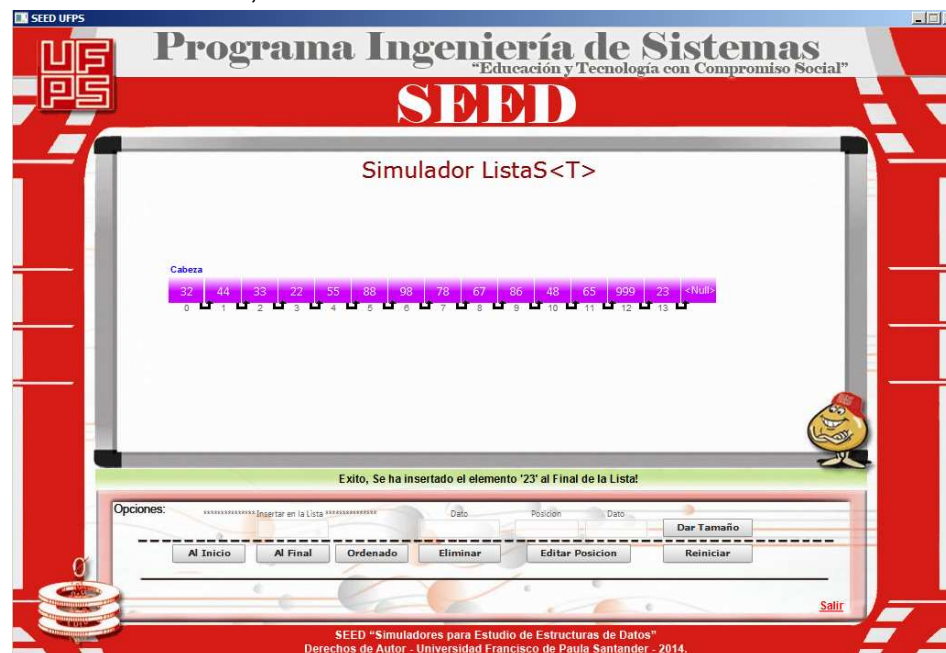 SEED UFPS
UFPS
Programa Ingeniería de Sistemas
“Educación y Tecnología con Compromiso Social”
SEED
Simulador ListaS<T>
Cabeza
32 44 33 22 55 88 98 78 67 86 48 65 999 23 <Null>
0 1 2 3 4 5 6 7 8 9 10 11 12 13
Exito, Se ha insertado el elemento '23' al Final de la Lista!
Opciones:
************** Insertar en la Lista ************** Dato Posicion Dato
Dar Tamaño
Al Inicio Al Final Ordenado Eliminar Editar Posicion Reiniciar
Salir
SEED “Simuladores para Estudio de Estructuras de Datos”
Derechos de Autor - Universidad Francisco de Paula Santander - 2014.